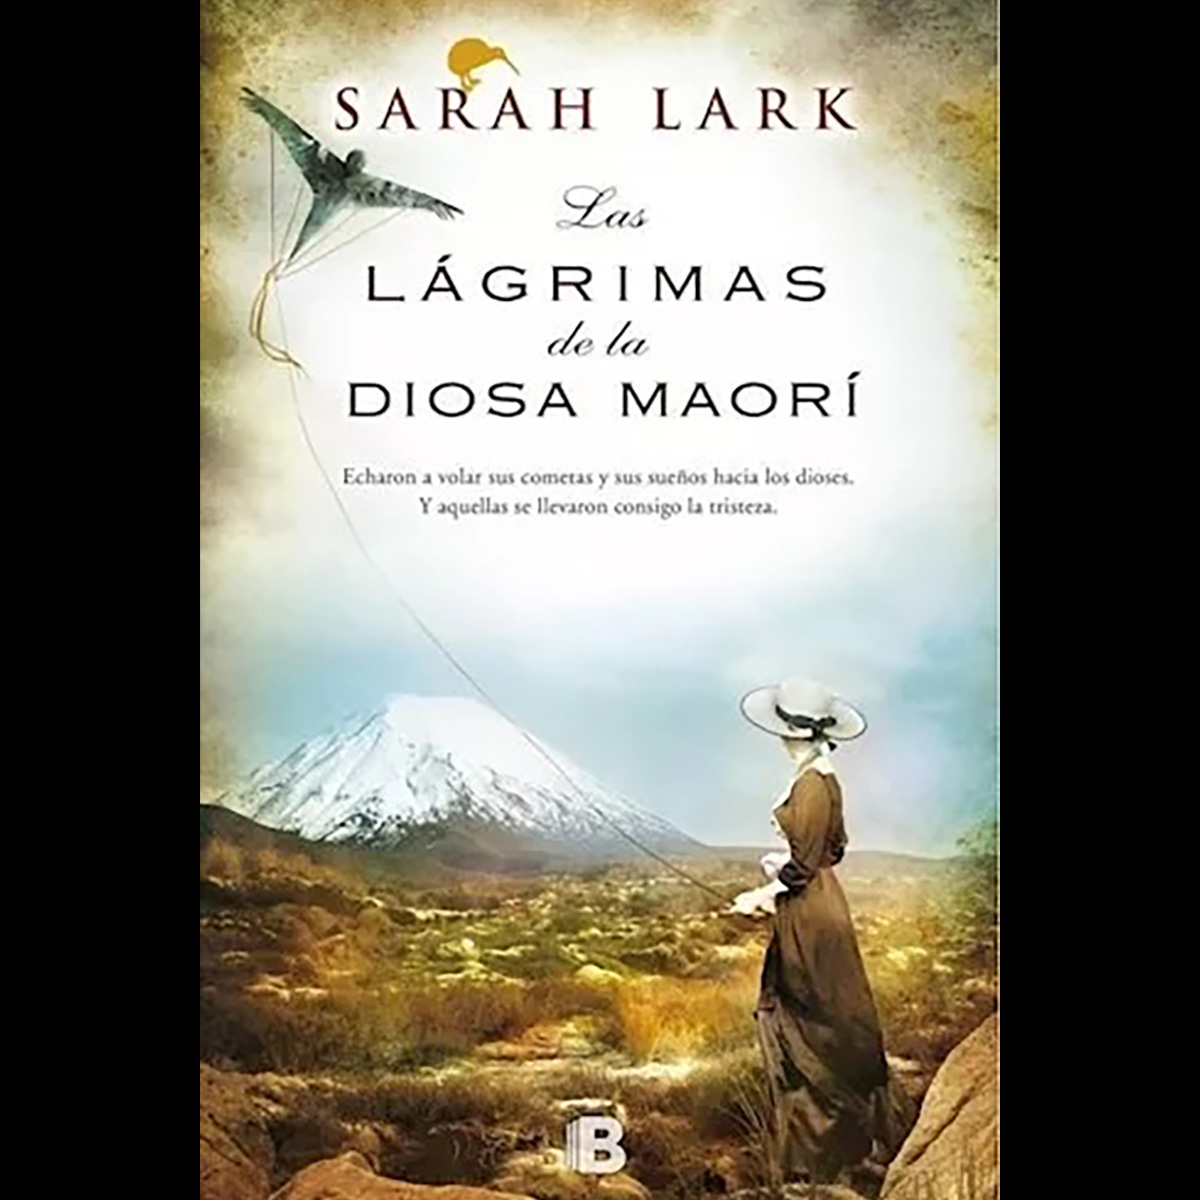 SARAH LARK
Las
LÁGRIMAS
de la
DIOSA MAORÍ
Echaron a volar sus cometas y sus sueños hacia los dioses.
Y aquellas se llevaron consigo la tristeza.
B